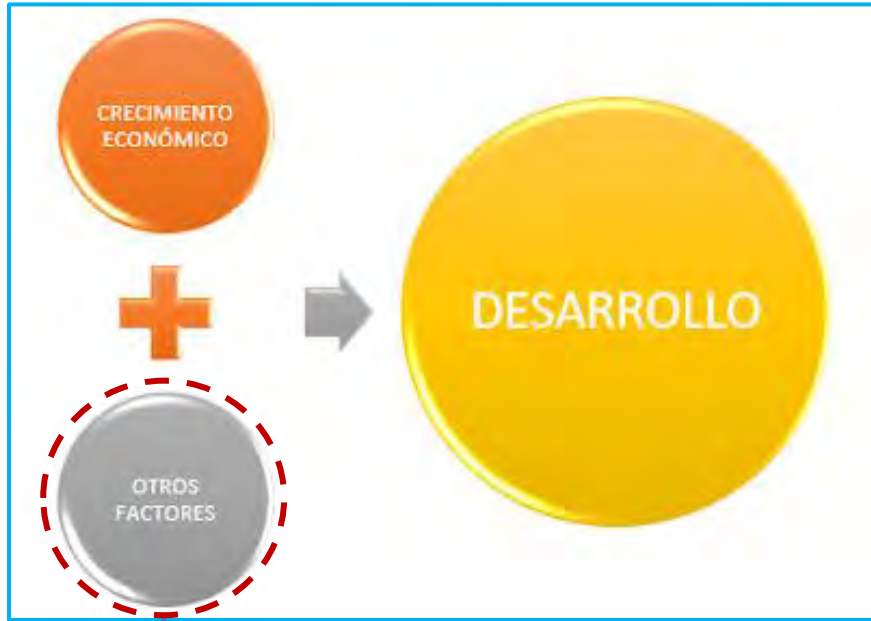 CRECIMIENTO
ECONÓMICO
DESARROLLO
OTROS
FACTORES